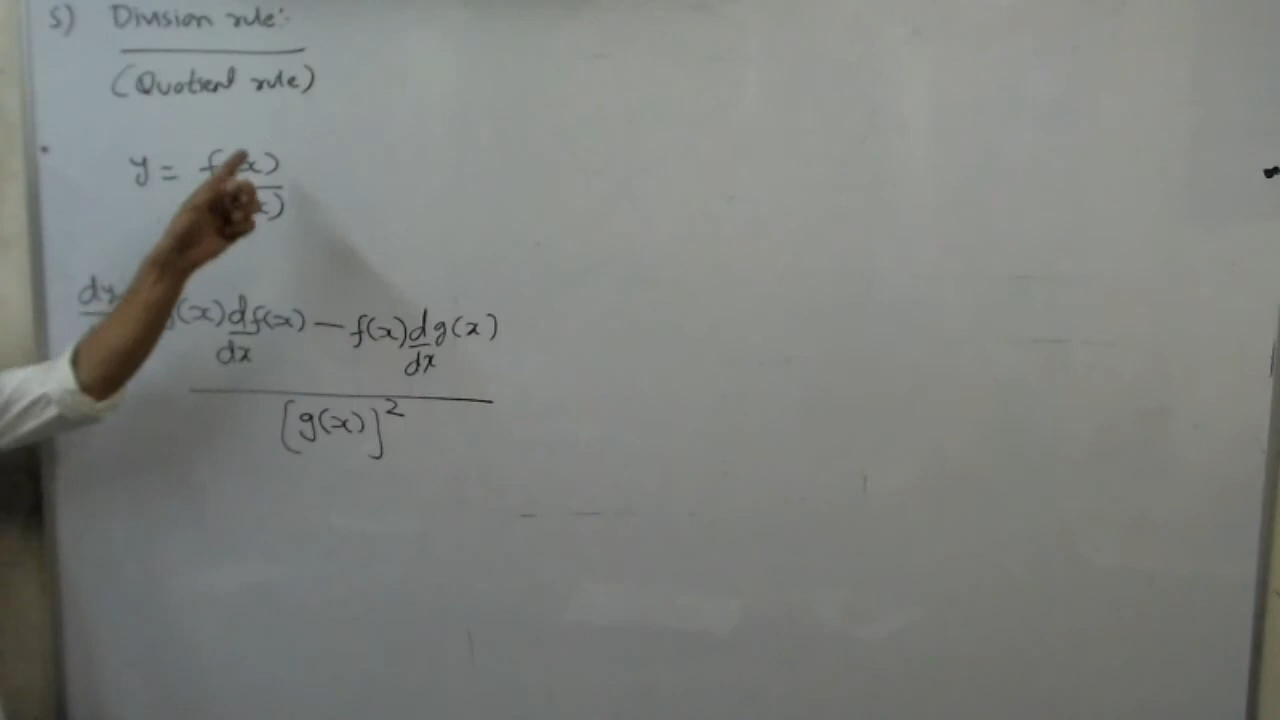 5) Division rule:
(Quotient rule)
y = f(x)
x)
dy g(x) d f(x) — f(x) d g(x)
dx dx
[g(x)]²